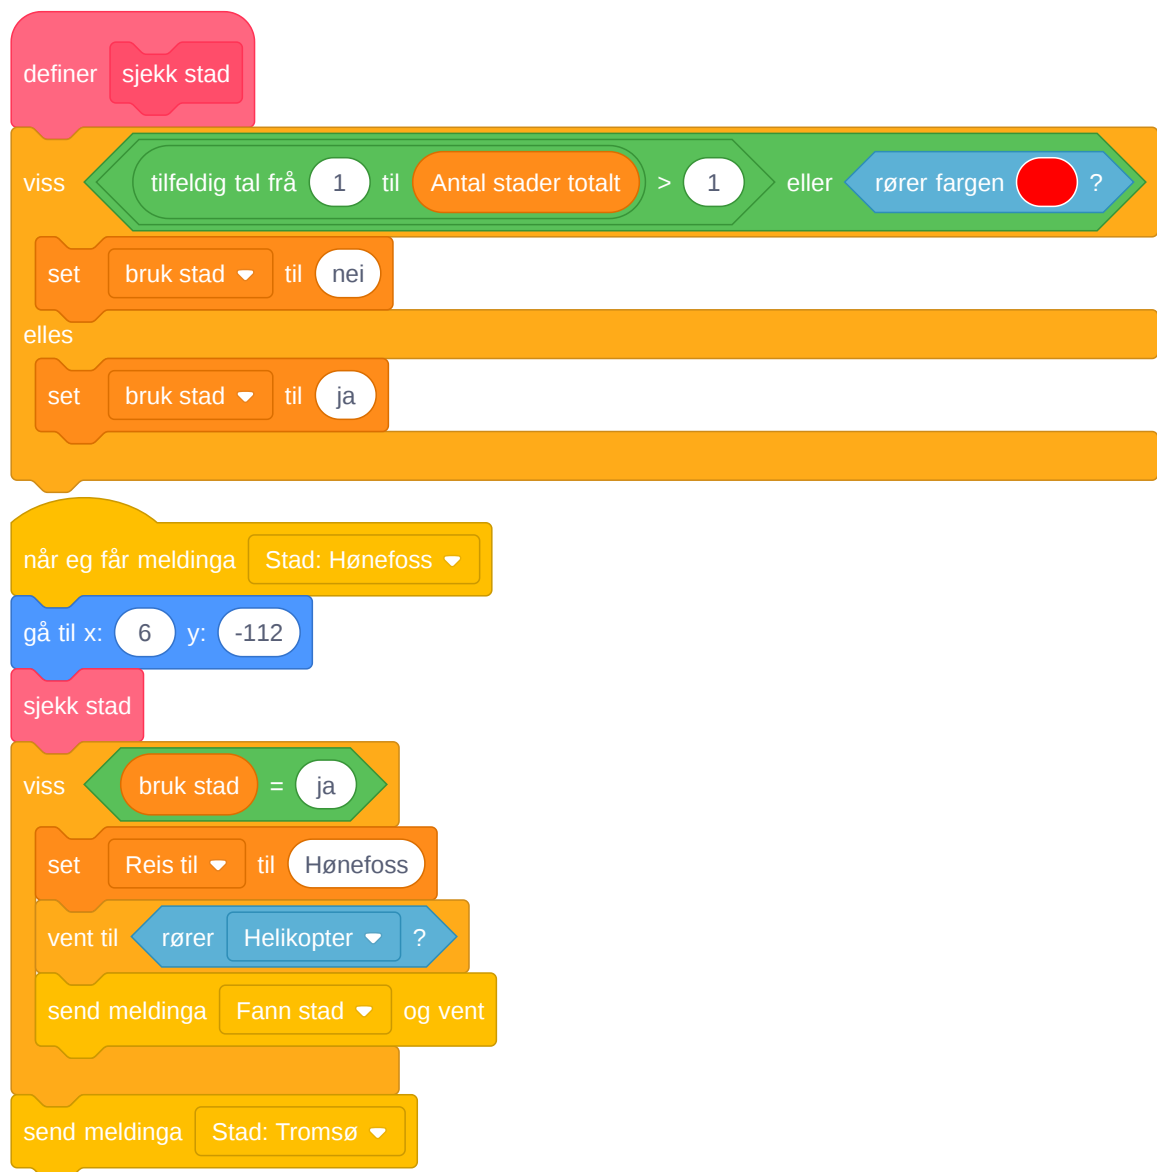 definer sjekk stad
viss tilfeldig tal frå 1 til Antal stader totalt > 1 eller rører fargen ?
set bruk stad til nei
elles
set bruk stad til ja
når eg får meldinga Stad: Hønefoss
gå til x: 6 y: -112
sjekk stad
viss bruk stad = ja
set Reis til til Hønefoss
vent til rører Helikopter ?
send meldinga Fann stad og vent
send meldinga Stad: Tromsø